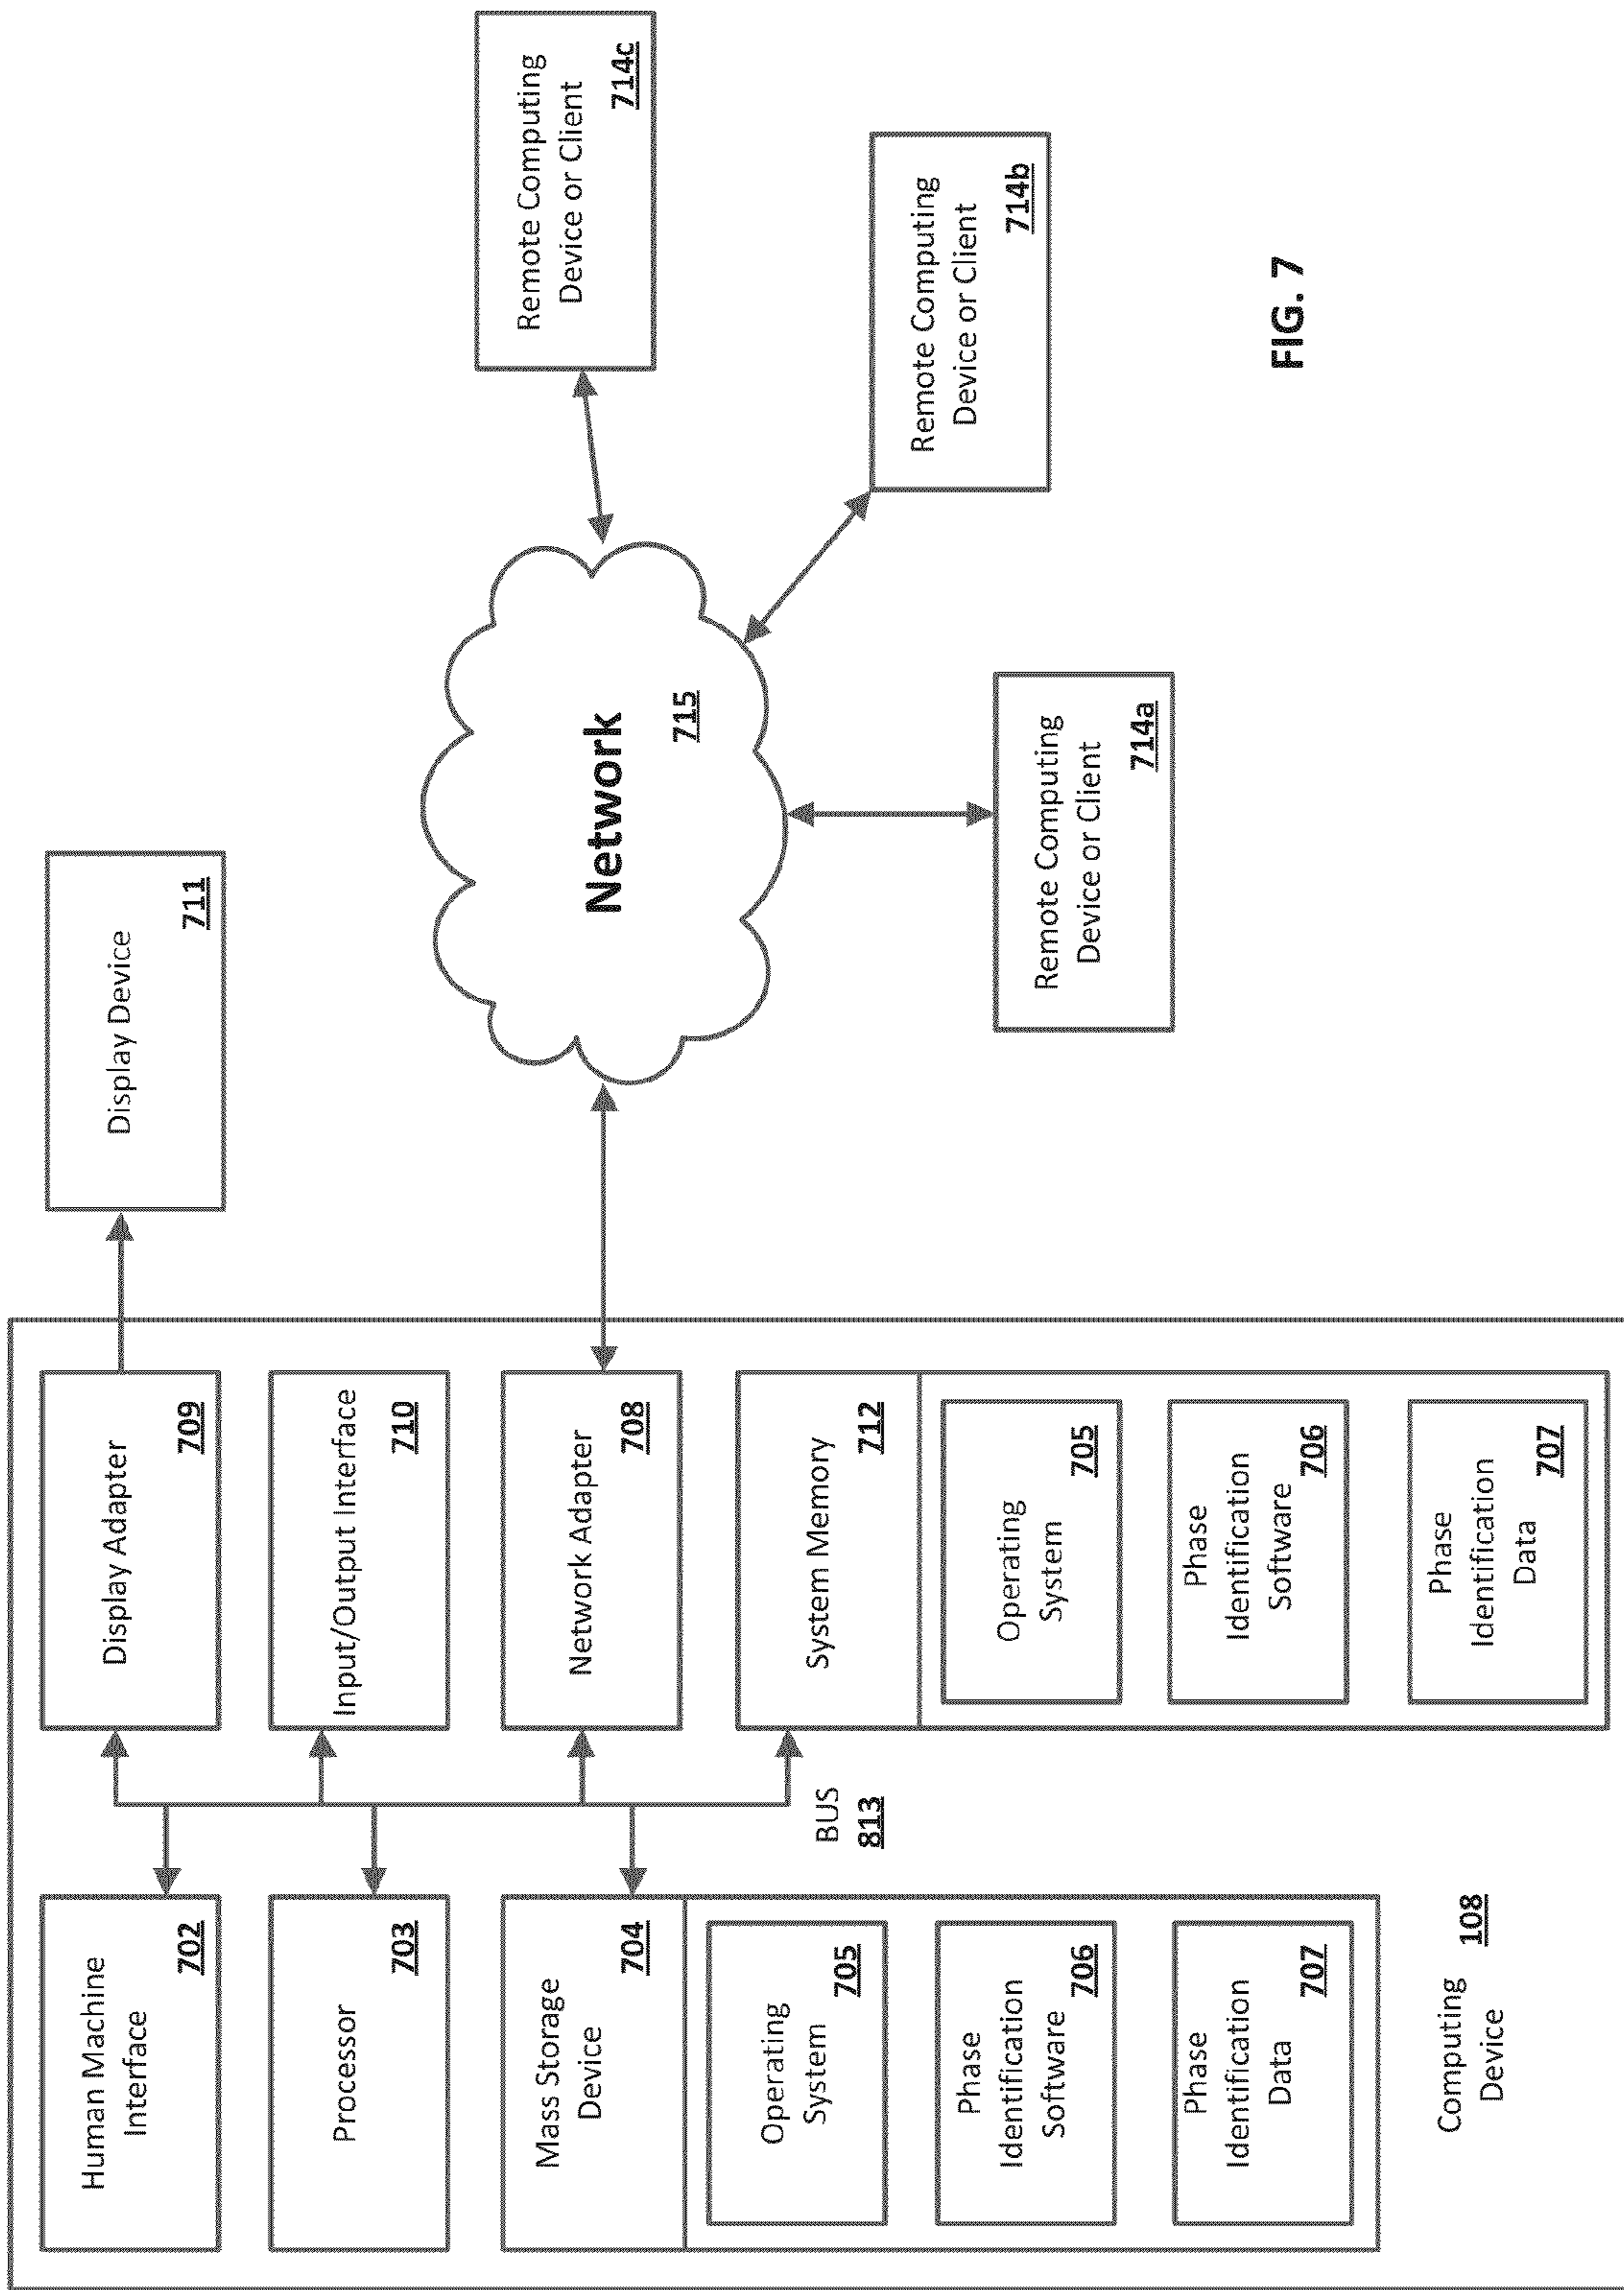 Human Machine
Interface
702
Processor
703
Mass Storage
Device
704
Operating
System
705
Phase
Identification
Software
706
Phase
Identification
Data
707
Computing
Device
108
BUS
813
Display Adapter
709
Input/Output Interface
710
Network Adapter
708
System Memory
712
Operating
System
705
Phase
Identification
Software
706
Phase
Identification
Data
707
Display Device
711
Network
715
Remote Computing
Device or Client
714a
Remote Computing
Device or Client
714b
Remote Computing
Device or Client
714c
FIG. 7